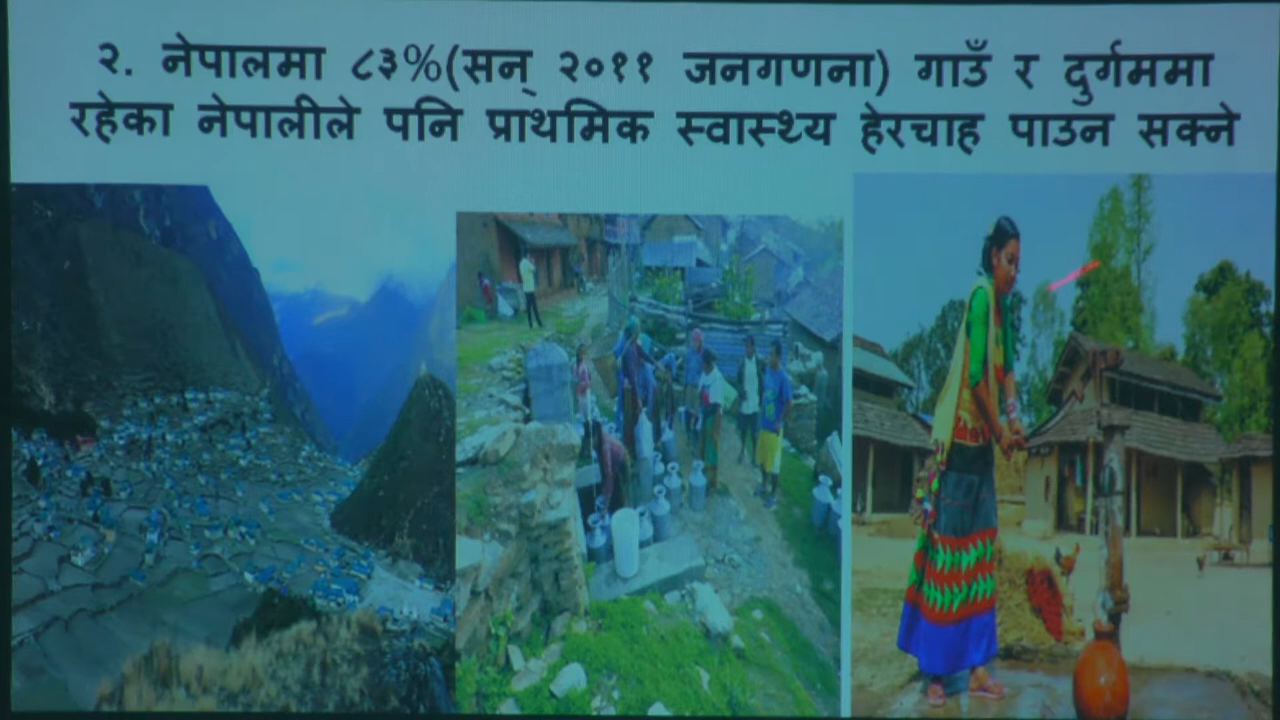 २. नेपालमा ८३%(सन् २०११ जनगणना) गाउँ र दुर्गममा
रहेका नेपालीले पनि प्राथमिक स्वास्थ्य हेरचाह पाउन सक्ने